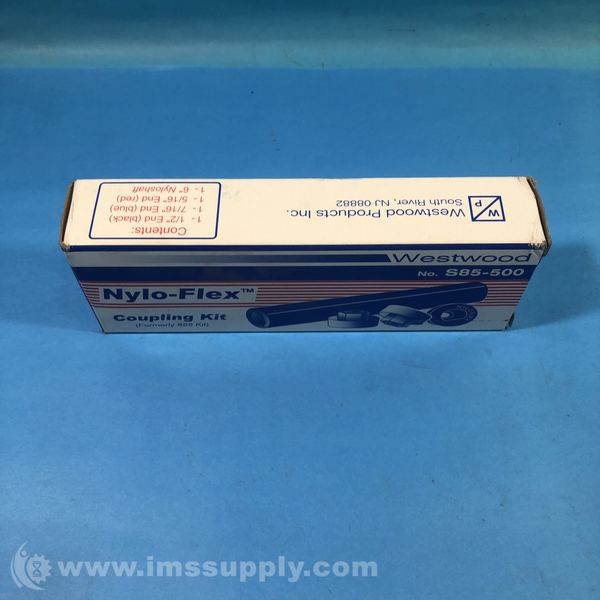 Contents:
1 - 1/2" End (black)
1 - 7/16" End (blue)
1 - 5/16" End (red)
1 - 6" Nyloshaft
W/P
Westwood Products Inc.
South River, NJ 08882
Westwood
No. S85-500
Nylo-Flex™
Coupling Kit
(Formerly #88 Kit)
© www.imssupply.com